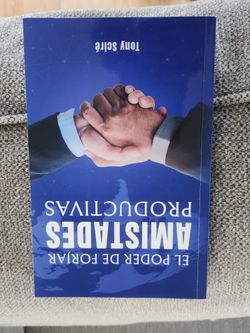 EL PODER DE FORJAR
AMISTADES
PRODUCTIVAS
Tony Sciré